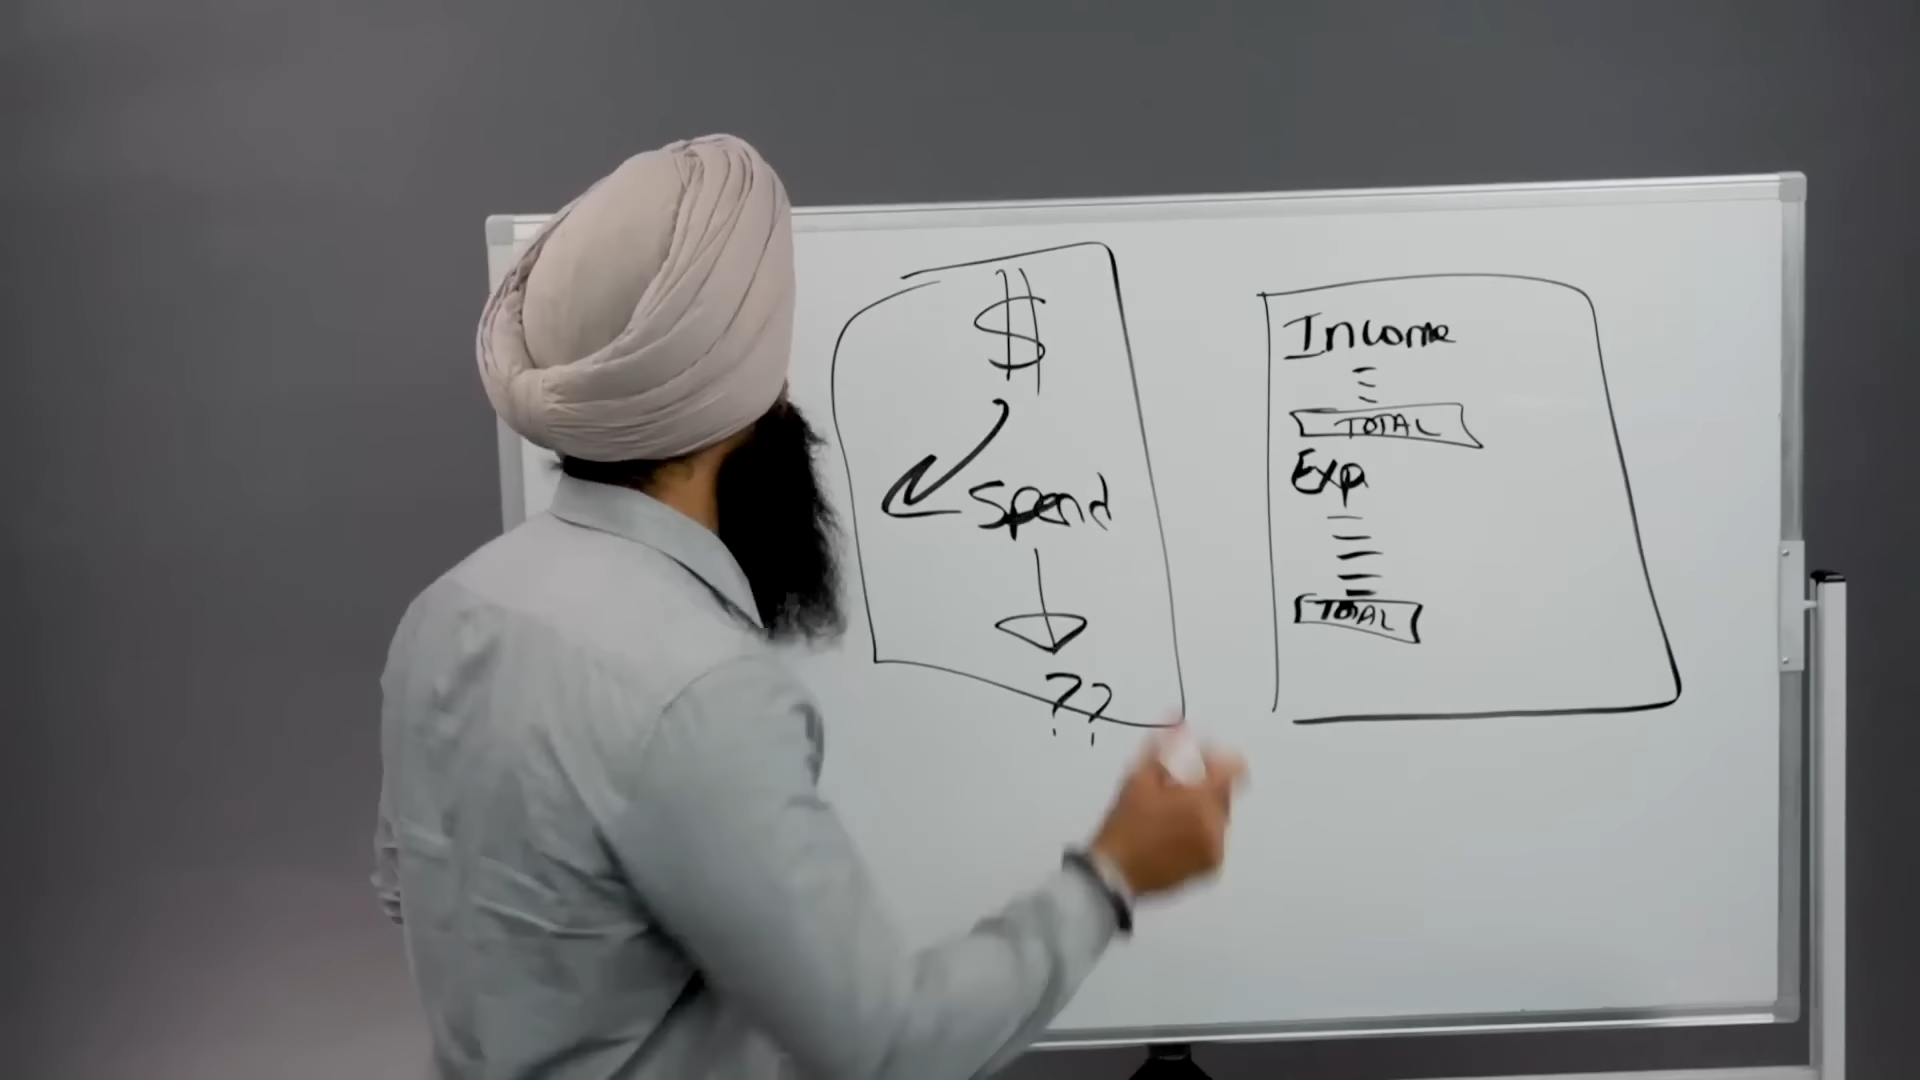 $
Spend
??
Income
TOTAL
Exp
TOTAL